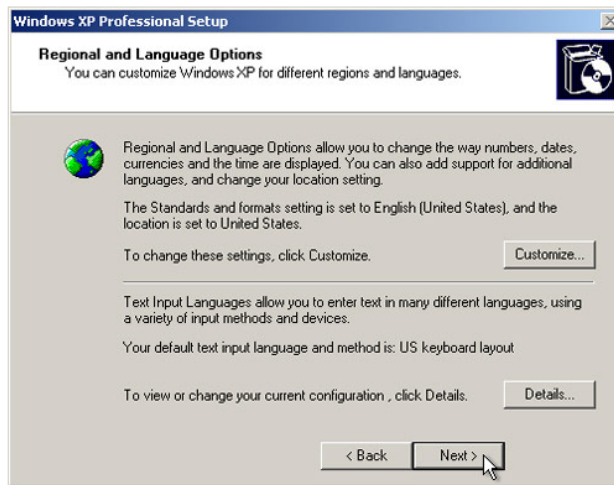 Windows XP Professional Setup
Regional and Language Options
You can customize Windows XP for different regions and languages.
Regional and Language Options allow you to change the way numbers, dates,
currencies and the time are displayed. You can also add support for additional
languages, and change your location setting.
The Standards and formats setting is set to English (United States), and the
location is set to United States.
To change these settings, click Customize.
Customize...
Text Input Languages allow you to enter text in many different languages, using
a variety of input methods and devices.
Your default text input language and method is: US keyboard layout
To view or change your current configuration , click Details.
Details...
< Back
Next >